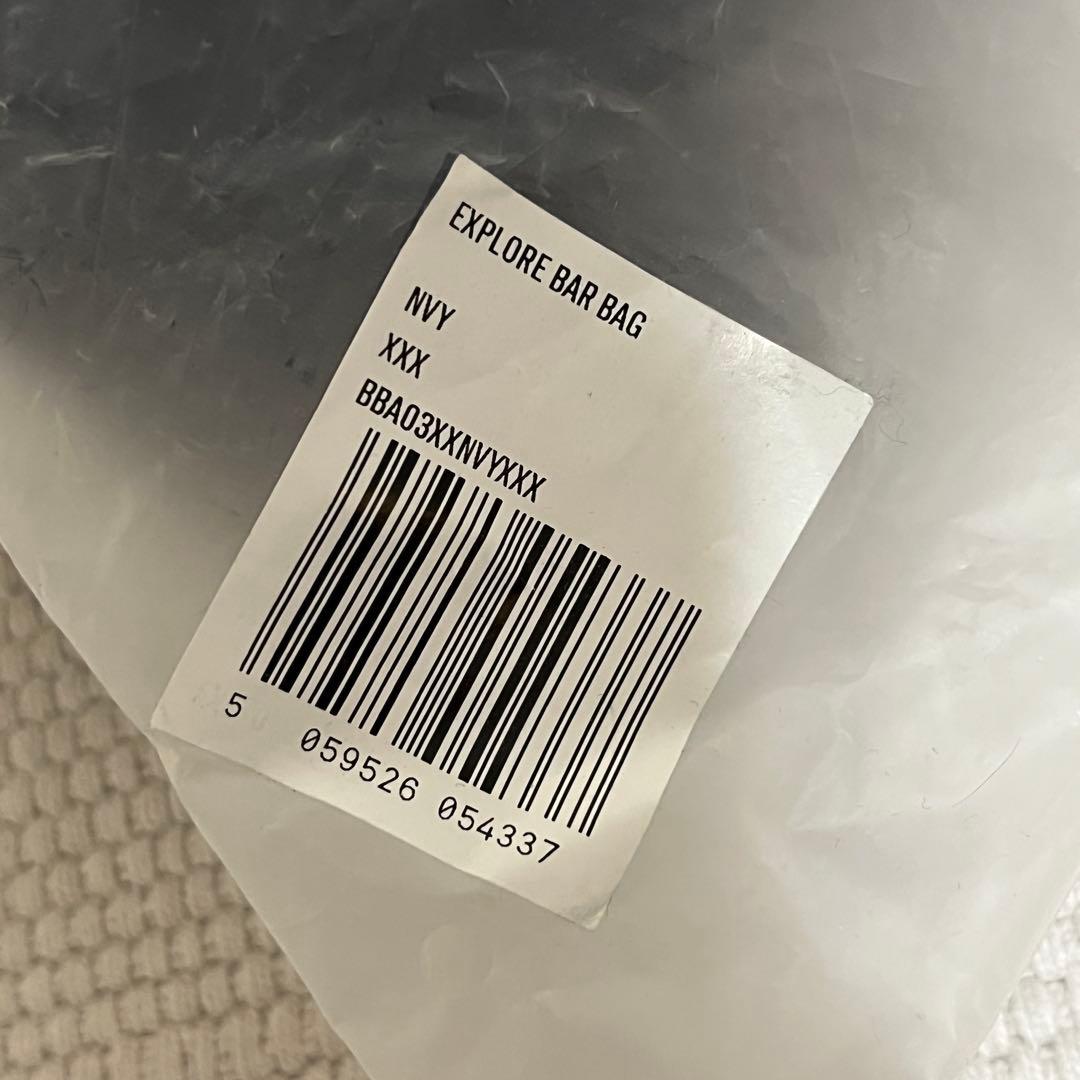 EXPLORE BAR BAG
NVY
XXX
BBA03XXNVYXXX
5 059526 054337